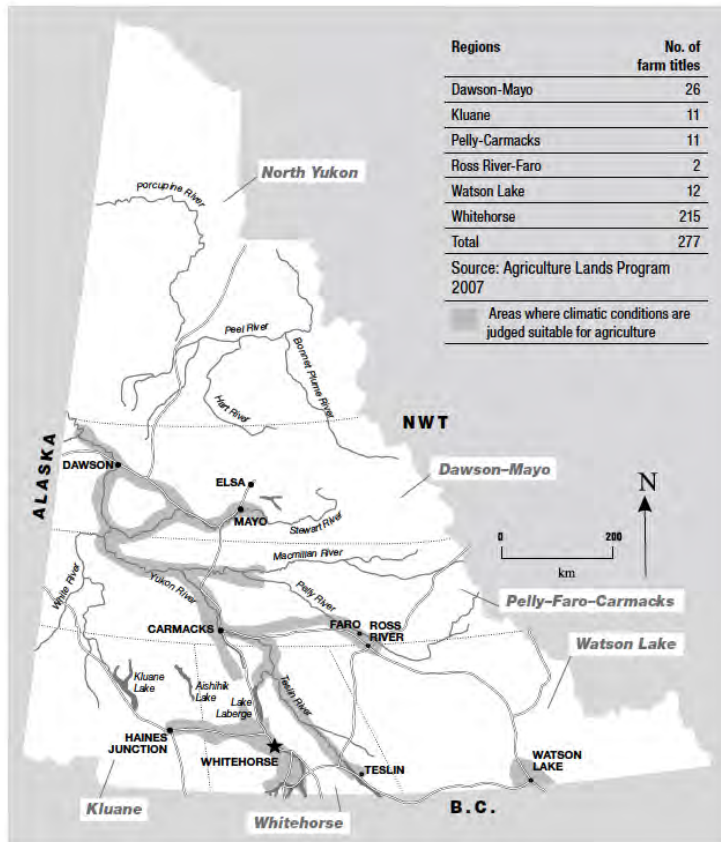 Regions No. of
farm titles
Dawson-Mayo 26
Kluane 11
Pelly-Carmacks 11
Ross River-Faro 2
Watson Lake 12
Whitehorse 215
Total 277
Source: Agriculture Lands Program
2007
Areas where climatic conditions are
judged suitable for agriculture
North Yukon
Porcupine River
Peel River
Bonnet Plume River
Hart River
NWT
ALASKA
DAWSON
Dawson–Mayo
ELSA
MAYO
Stewart River
N
0 200
km
Macmillan River
White River
Yukon River
Pelly River
Pelly–Faro–Carmacks
CARMACKS
FARO
ROSS
RIVER
Watson Lake
Kluane
Lake
Aishihik
Lake
Lake
Laberge
Teslin River
HAINES
JUNCTION
WHITEHORSE
TESLIN
WATSON
LAKE
Kluane
Whitehorse
B.C.